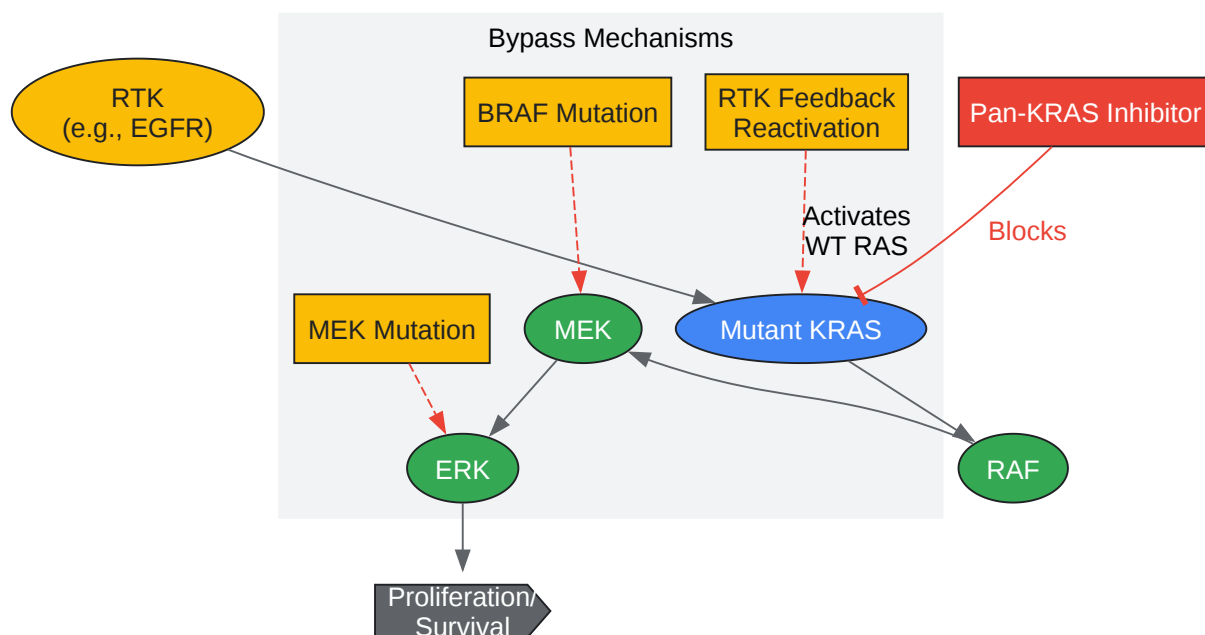 Bypass Mechanisms
RTK
(e.g., EGFR)
BRAF Mutation
RTK Feedback
Reactivation
Pan-KRAS Inhibitor
Activates
WT RAS
Blocks
MEK Mutation
MEK
Mutant KRAS
ERK
RAF
Proliferation/
Survival